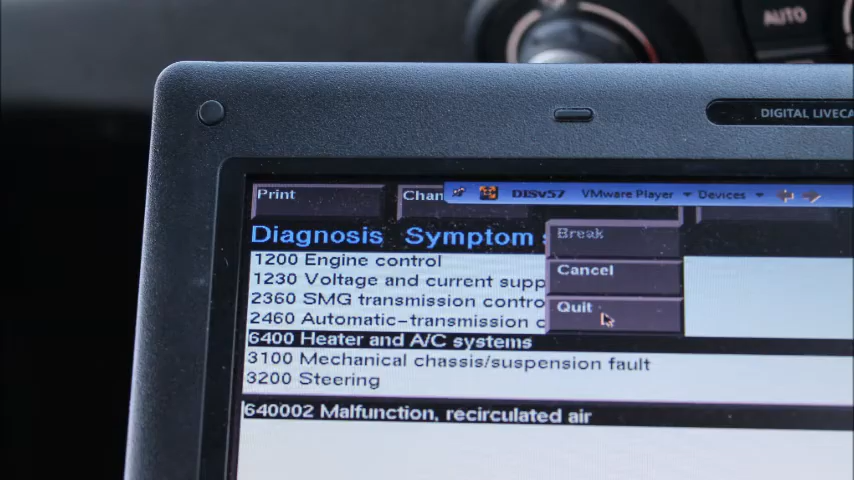 AUTO
DIGITAL LIVECA
Print
Chan
DISv57 VMware Player Devices
Diagnosis Symptom
Break
Cancel
Quit
1200 Engine control
1230 Voltage and current supp
2360 SMG transmission contro
2460 Automatic-transmission c
6400 Heater and A/C systems
3100 Mechanical chassis/suspension fault
3200 Steering
640002 Malfunction, recirculated air